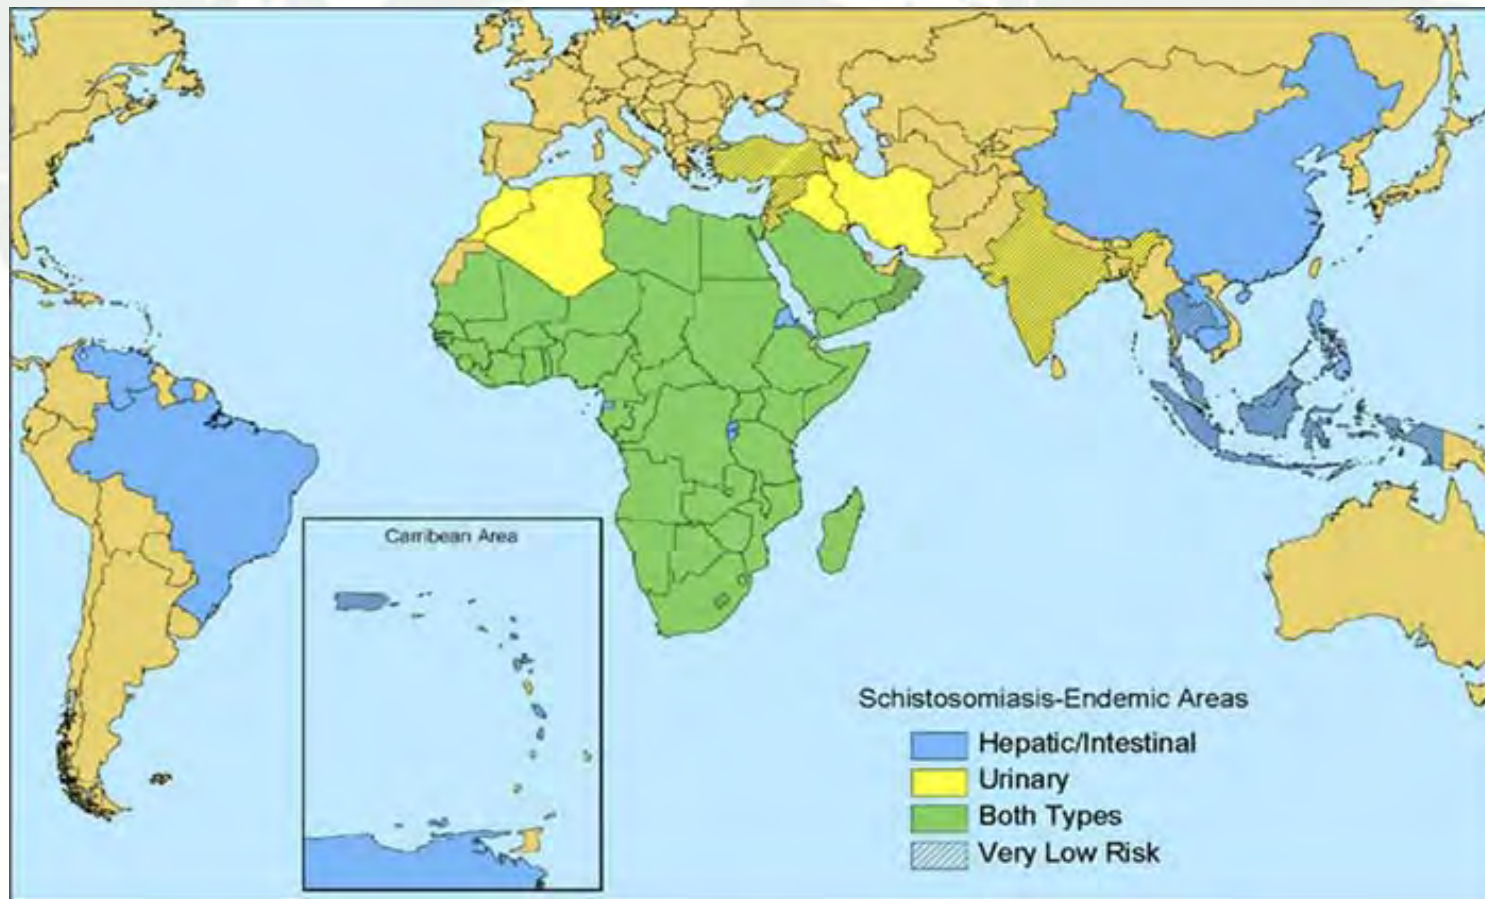 Carribean Area
Schistosomiasis-Endemic Areas
Hepatic/Intestinal
Urinary
Both Types
Very Low Risk